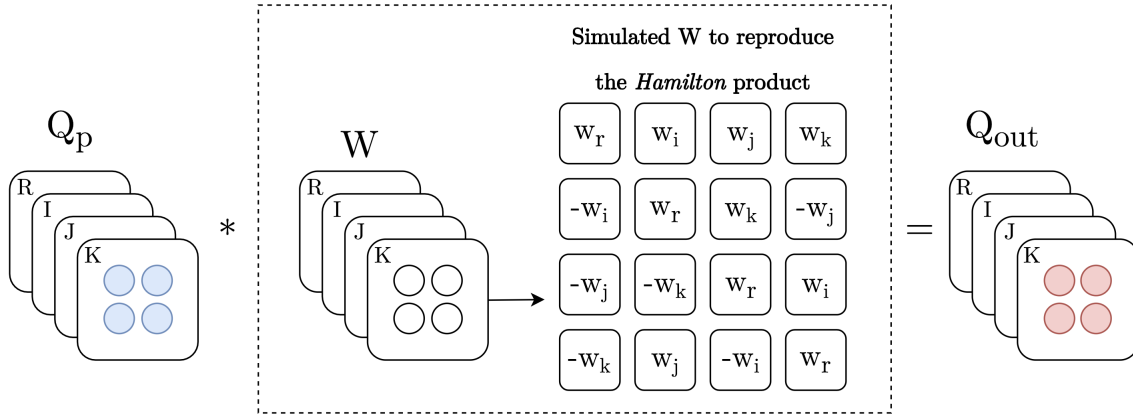 Simulated W to reproduce
the Hamilton product
Q_p
W
Q_out
R
I
J
K
*
R
I
J
K
w_r w_i w_j w_k
-w_i w_r w_k -w_j
-w_j -w_k w_r w_i
-w_k w_j -w_i w_r
=
R
I
J
K